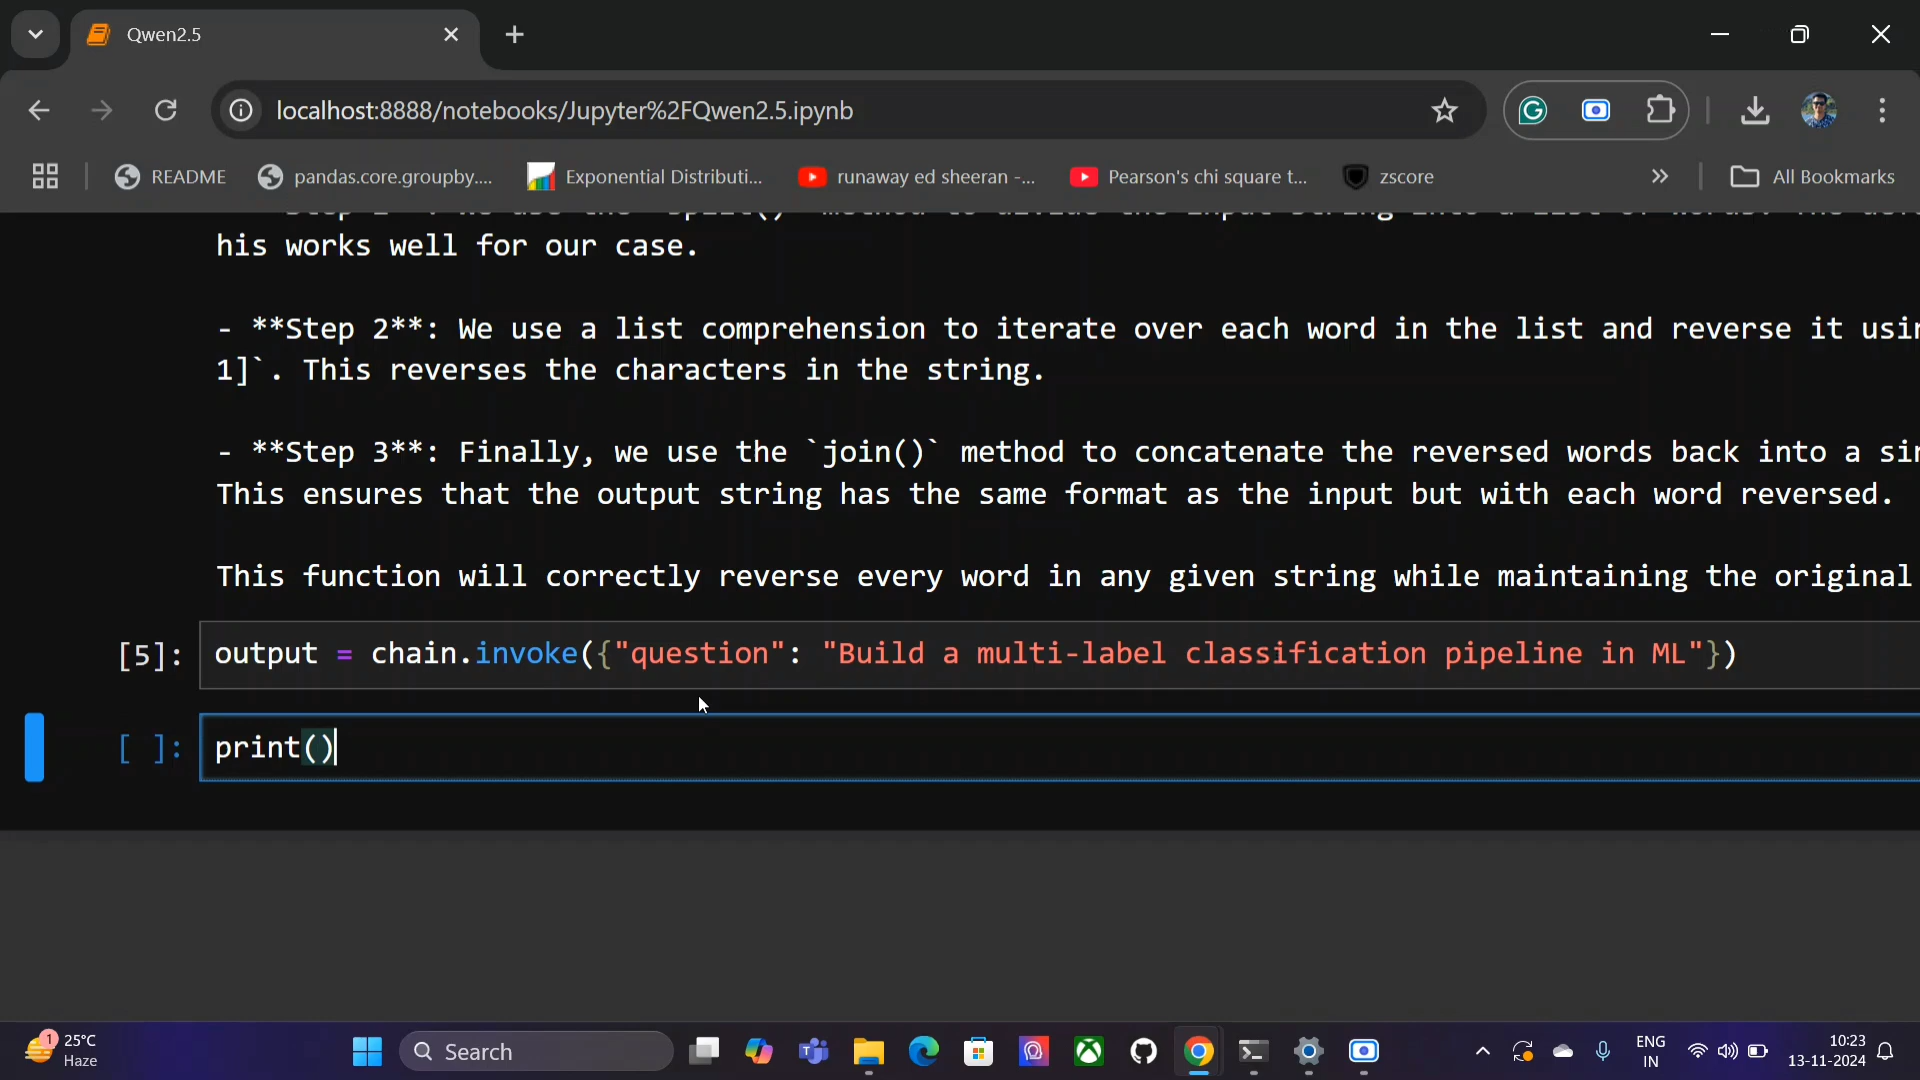 Qwen2.5
localhost:8888/notebooks/Jupyter%2FQwen2.5.ipynb
README
pandas.core.groupby....
Exponential Distributi...
runaway ed sheeran -...
Pearson's chi square t...
zscore
All Bookmarks
his works well for our case.
- **Step 2**: We use a list comprehension to iterate over each word in the list and reverse it
1]`. This reverses the characters in the string.
- **Step 3**: Finally, we use the `join()` method to concatenate the reversed words back into a
This ensures that the output string has the same format as the input but with each word reversed.
This function will correctly reverse every word in any given string while maintaining the original
[5]: output = chain.invoke({"question": "Build a multi-label classification pipeline in ML"})
[ ]: print()
1
25°C
Haze
Search
ENG
IN
10:23
13-11-2024